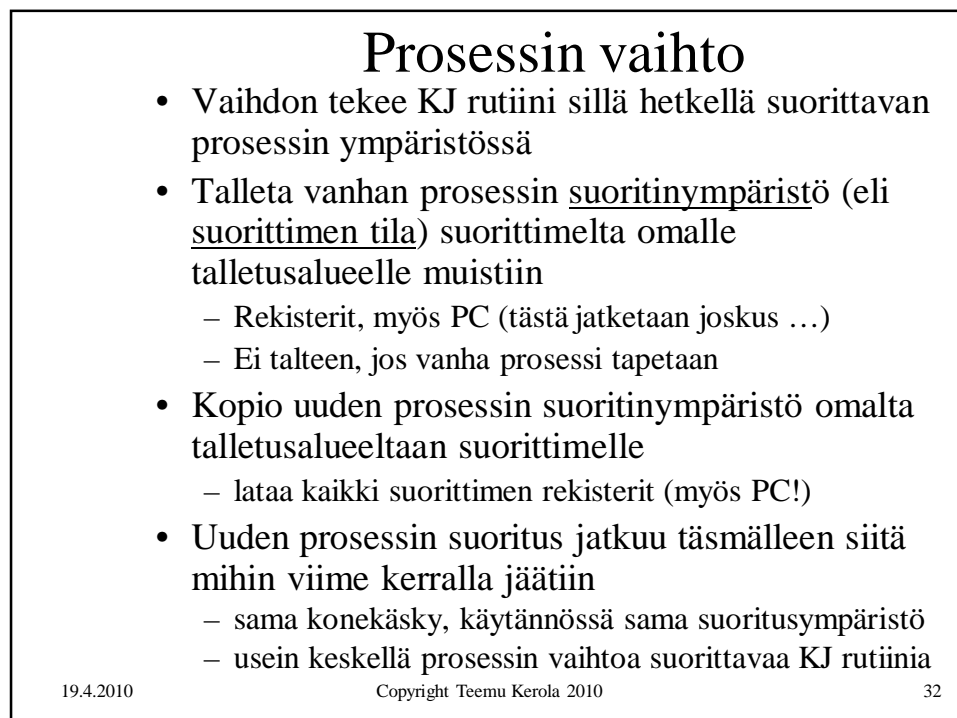 Prosessin vaihto
• Vaihdon tekee KJ rutiini sillä hetkellä suorittavan
prosessin ympäristössä
• Talleta vanhan prosessin suoritinympäristö (eli
suorittimen tila) suorittimelta omalle
talletusalueelle muistiin
– Rekisterit, myös PC (tästä jatketaan joskus …)
– Ei talteen, jos vanha prosessi tapetaan
• Kopio uuden prosessin suoritinympäristö omalta
talletusalueeltaan suorittimelle
– lataa kaikki suorittimen rekisterit (myös PC!)
• Uuden prosessin suoritus jatkuu täsmälleen siitä
mihin viime kerralla jäätiin
– sama konekäsky, käytännössä sama suoritusympäristö
– usein keskellä prosessin vaihtoa suorittavaa KJ rutiinia
19.4.2010 Copyright Teemu Kerola 2010 32